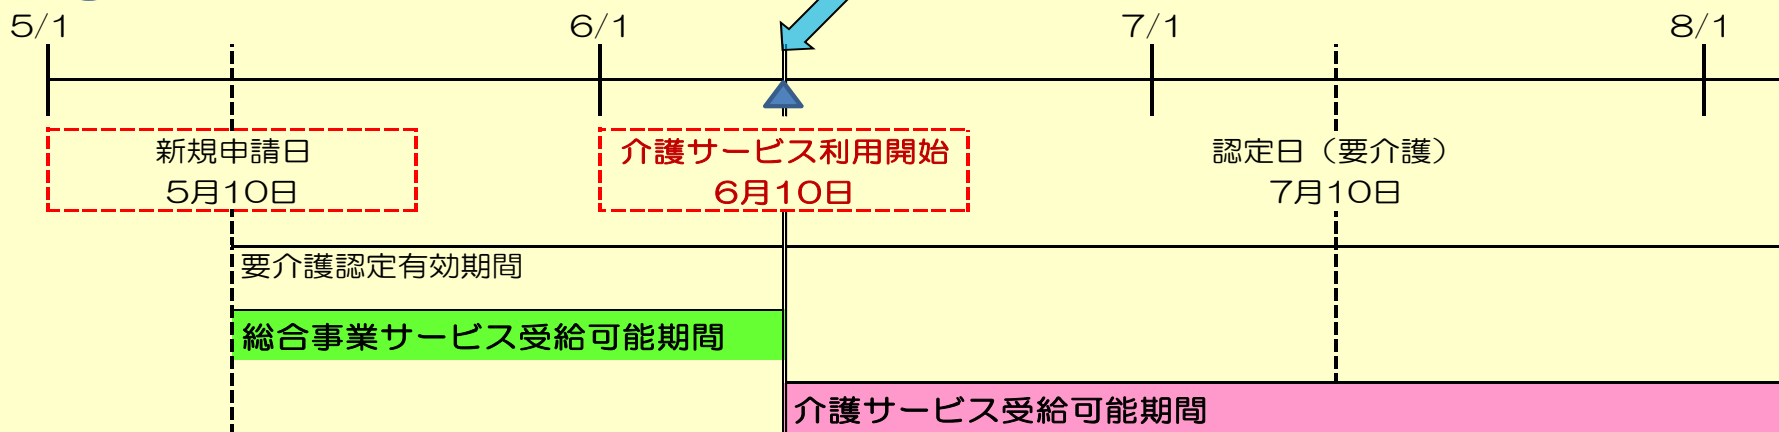 5/1
6/1
7/1
8/1
新規申請日
5月10日
介護サービス利用開始
6月10日
認定日（要介護）
7月10日
要介護認定有効期間
総合事業サービス受給可能期間
介護サービス受給可能期間